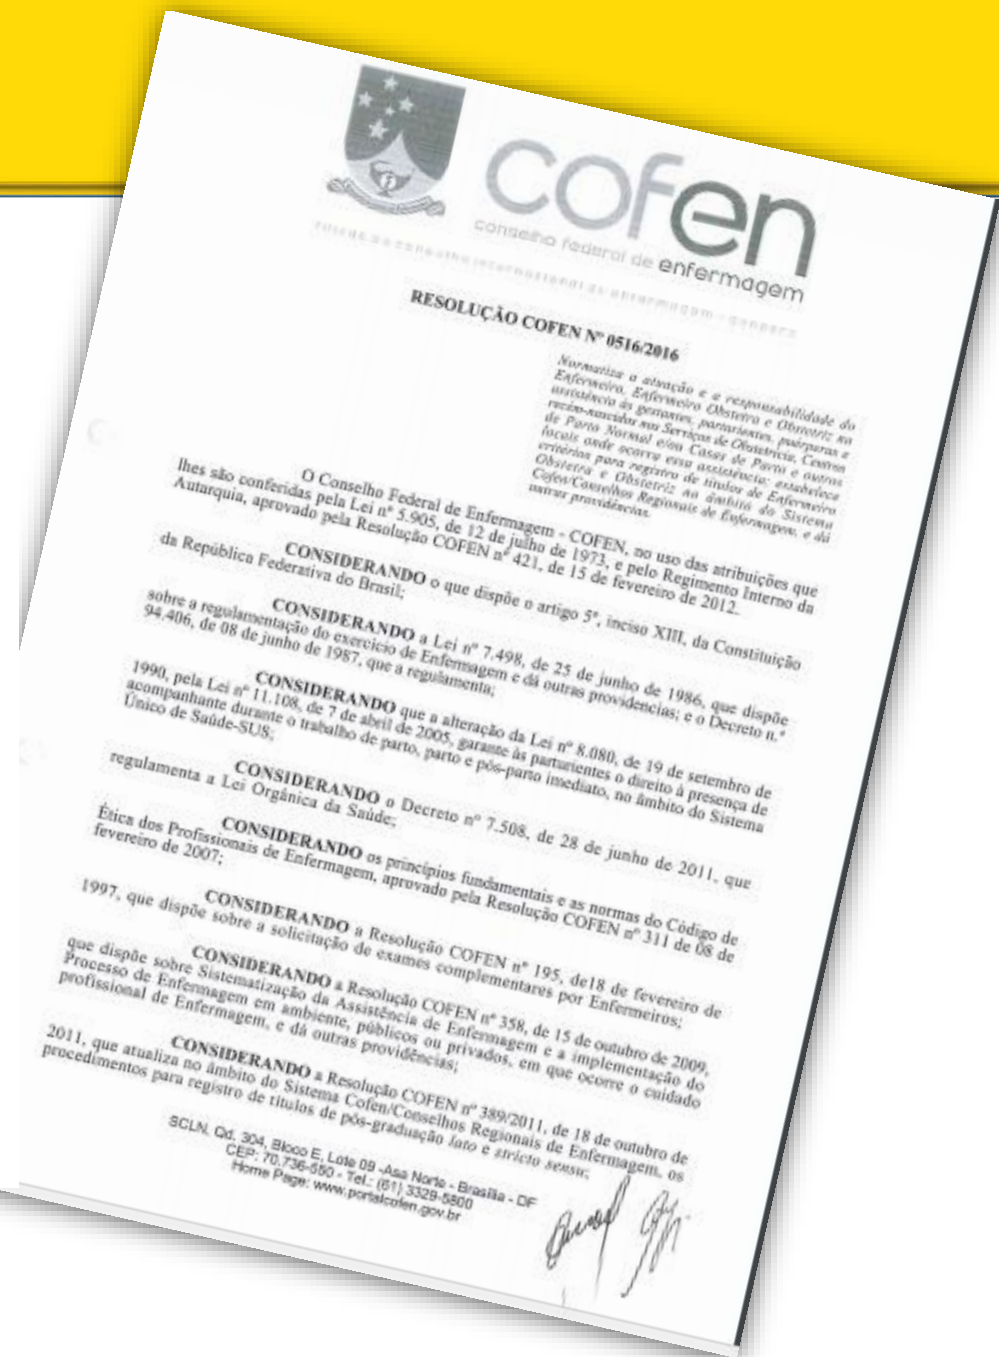 cofen
conselho federal de enfermagem
filiado ao conselho internacional de enfermagem - genebra
RESOLUÇÃO COFEN Nº 0516/2016
Normatiza a atuação e a responsabilidade do
Enfermeiro, Enfermeiro Obstetra e Obstetriz na
assistência às gestantes, parturientes, puérperas e
recém-nascidos nos Serviços de Obstetrícia, Centros
de Parto Normal e/ou Casas de Parto e outros
locais onde ocorra essa assistência; estabelece
critérios para registro de títulos de Enfermeiro
Obstetra e Obstetriz no âmbito do Sistema
Cofen/Conselhos Regionais de Enfermagem, e dá
outras providências.
O Conselho Federal de Enfermagem - COFEN, no uso das atribuições que
lhes são conferidas pela Lei nº 5.905, de 12 de julho de 1973, e pelo Regimento Interno da
Autarquia, aprovado pela Resolução COFEN nº 421, de 15 de fevereiro de 2012.
CONSIDERANDO o que dispõe o artigo 5º, inciso XIII, da Constituição
da República Federativa do Brasil;
CONSIDERANDO a Lei nº 7.498, de 25 de junho de 1986, que dispõe
sobre a regulamentação do exercício de Enfermagem e dá outras providencias; e o Decreto n.º
94.406, de 08 de junho de 1987, que a regulamenta;
CONSIDERANDO que a alteração da Lei nº 8.080, de 19 de setembro de
1990, pela Lei nº 11.108, de 7 de abril de 2005, garante às parturientes o direito à presença de
acompanhante durante o trabalho de parto, parto e pós-parto imediato, no âmbito do Sistema
Único de Saúde-SUS;
CONSIDERANDO o Decreto nº 7.508, de 28 de junho de 2011, que
regulamenta a Lei Orgânica da Saúde;
CONSIDERANDO os princípios fundamentais e as normas do Código de
Ética dos Profissionais de Enfermagem, aprovado pela Resolução COFEN nº 311 de 08 de
fevereiro de 2007;
CONSIDERANDO a Resolução COFEN nº 195, de18 de fevereiro de
1997, que dispõe sobre a solicitação de exames complementares por Enfermeiros;
CONSIDERANDO a Resolução COFEN nº 358, de 15 de outubro de 2009,
que dispõe sobre Sistematização da Assistência de Enfermagem e a implementação do
Processo de Enfermagem em ambiente, públicos ou privados, em que ocorre o cuidado
profissional de Enfermagem, e dá outras providências;
CONSIDERANDO a Resolução COFEN nº 389/2011, de 18 de outubro de
2011, que atualiza no âmbito do Sistema Cofen/Conselhos Regionais de Enfermagem, os
procedimentos para registro de títulos de pós-graduação lato e stricto sensu;
SCLN, Qd. 304, Bloco E, Lote 09 -Asa Norte - Brasília - DF
CEP: 70.736-550 - Tel.: (61) 3329-5800
Home Page: www.portalcofen.gov.br